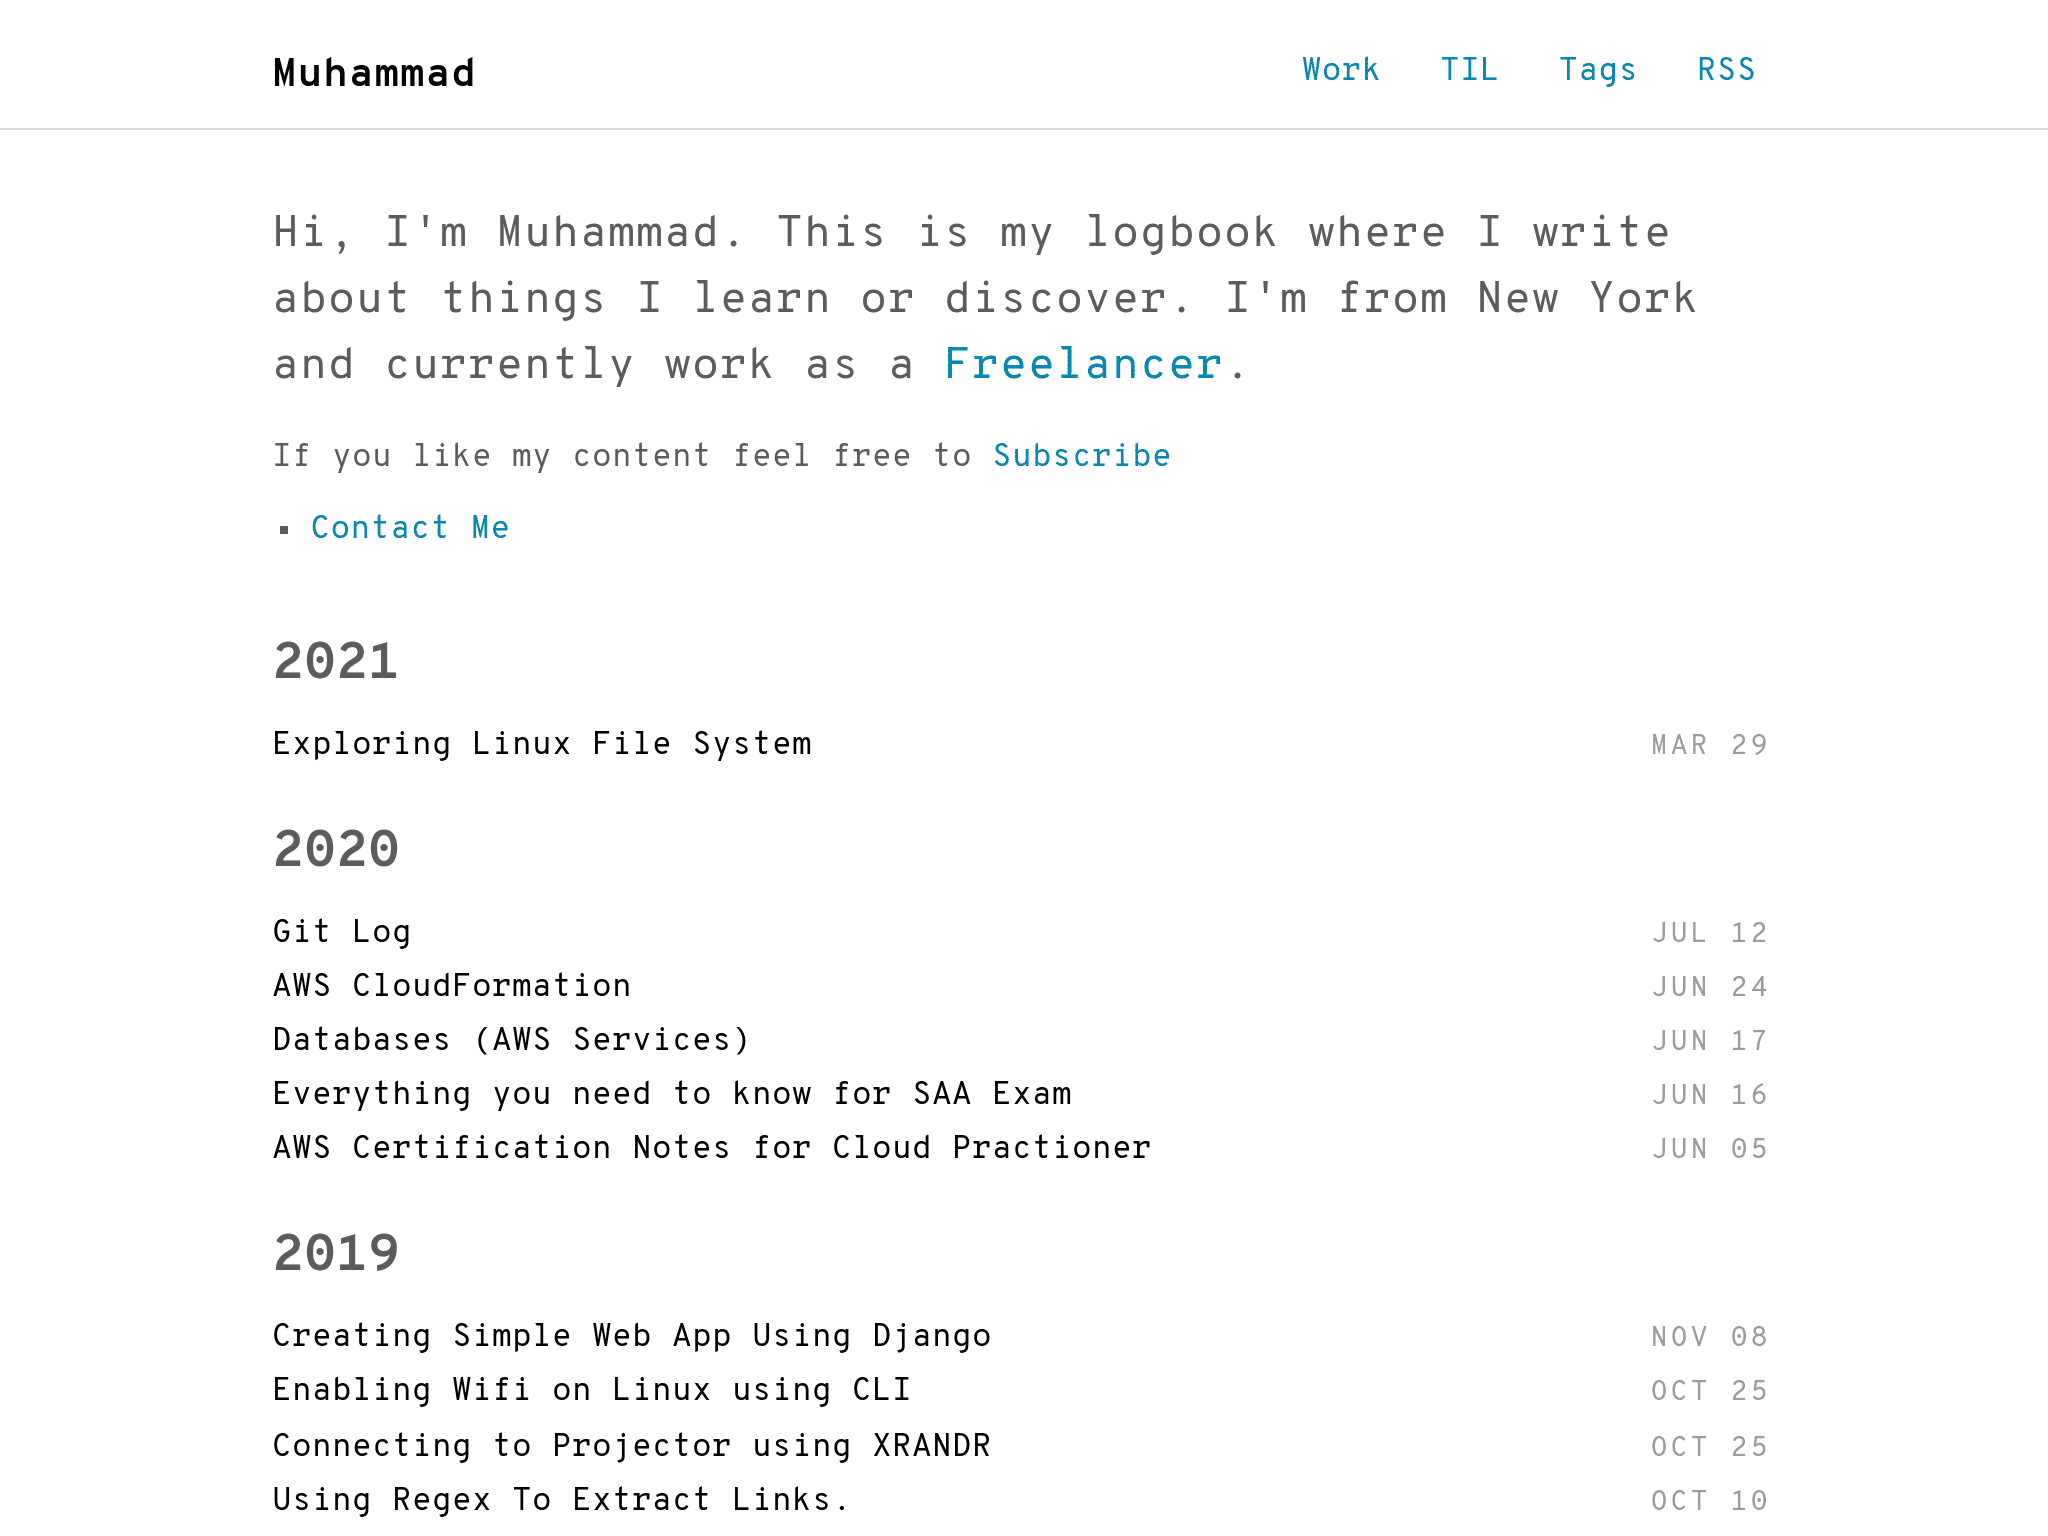 Muhammad
Work TIL Tags RSS
Hi, I'm Muhammad. This is my logbook where I write
about things I learn or discover. I'm from New York
and currently work as a Freelancer.
If you like my content feel free to Subscribe
▪ Contact Me
2021
Exploring Linux File System MAR 29
2020
Git Log JUL 12
AWS CloudFormation JUN 24
Databases (AWS Services) JUN 17
Everything you need to know for SAA Exam JUN 16
AWS Certification Notes for Cloud Practioner JUN 05
2019
Creating Simple Web App Using Django NOV 08
Enabling Wifi on Linux using CLI OCT 25
Connecting to Projector using XRANDR OCT 25
Using Regex To Extract Links. OCT 10